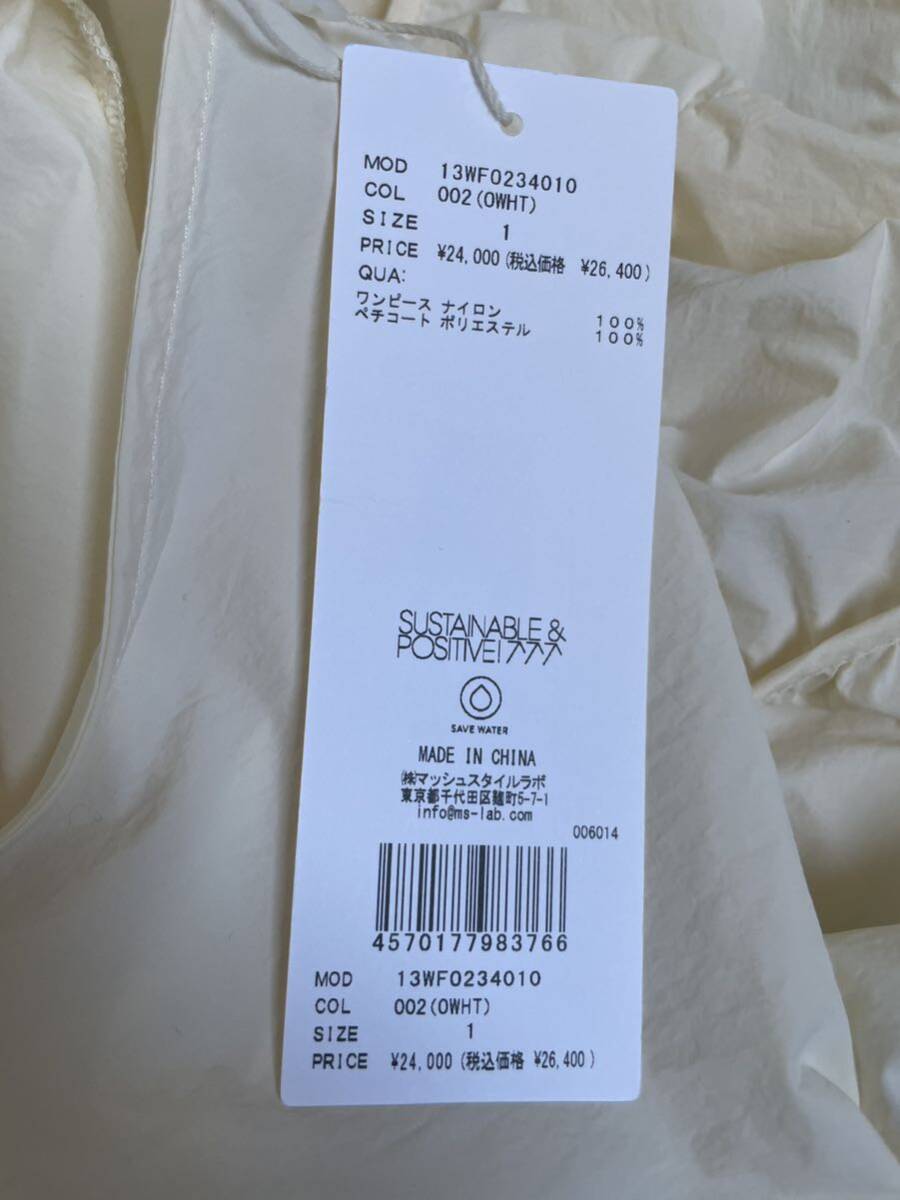 MOD 13WF0234010
COL 002(OWHT)
SIZE 1
PRICE ¥24,000(税込価格 ¥26,400)
QUA:
ワンピース ナイロン 100%
ペチコート ポリエステル 100%
SUSTAINABLE &
POSITIVE!
SAVE WATER
MADE IN CHINA
㈱マッシュスタイルラボ
東京都千代田区麹町5-7-1
info@ms-lab.com
006014
4570177983766
MOD 13WF0234010
COL 002(OWHT)
SIZE 1
PRICE ¥24,000(税込価格 ¥26,400)